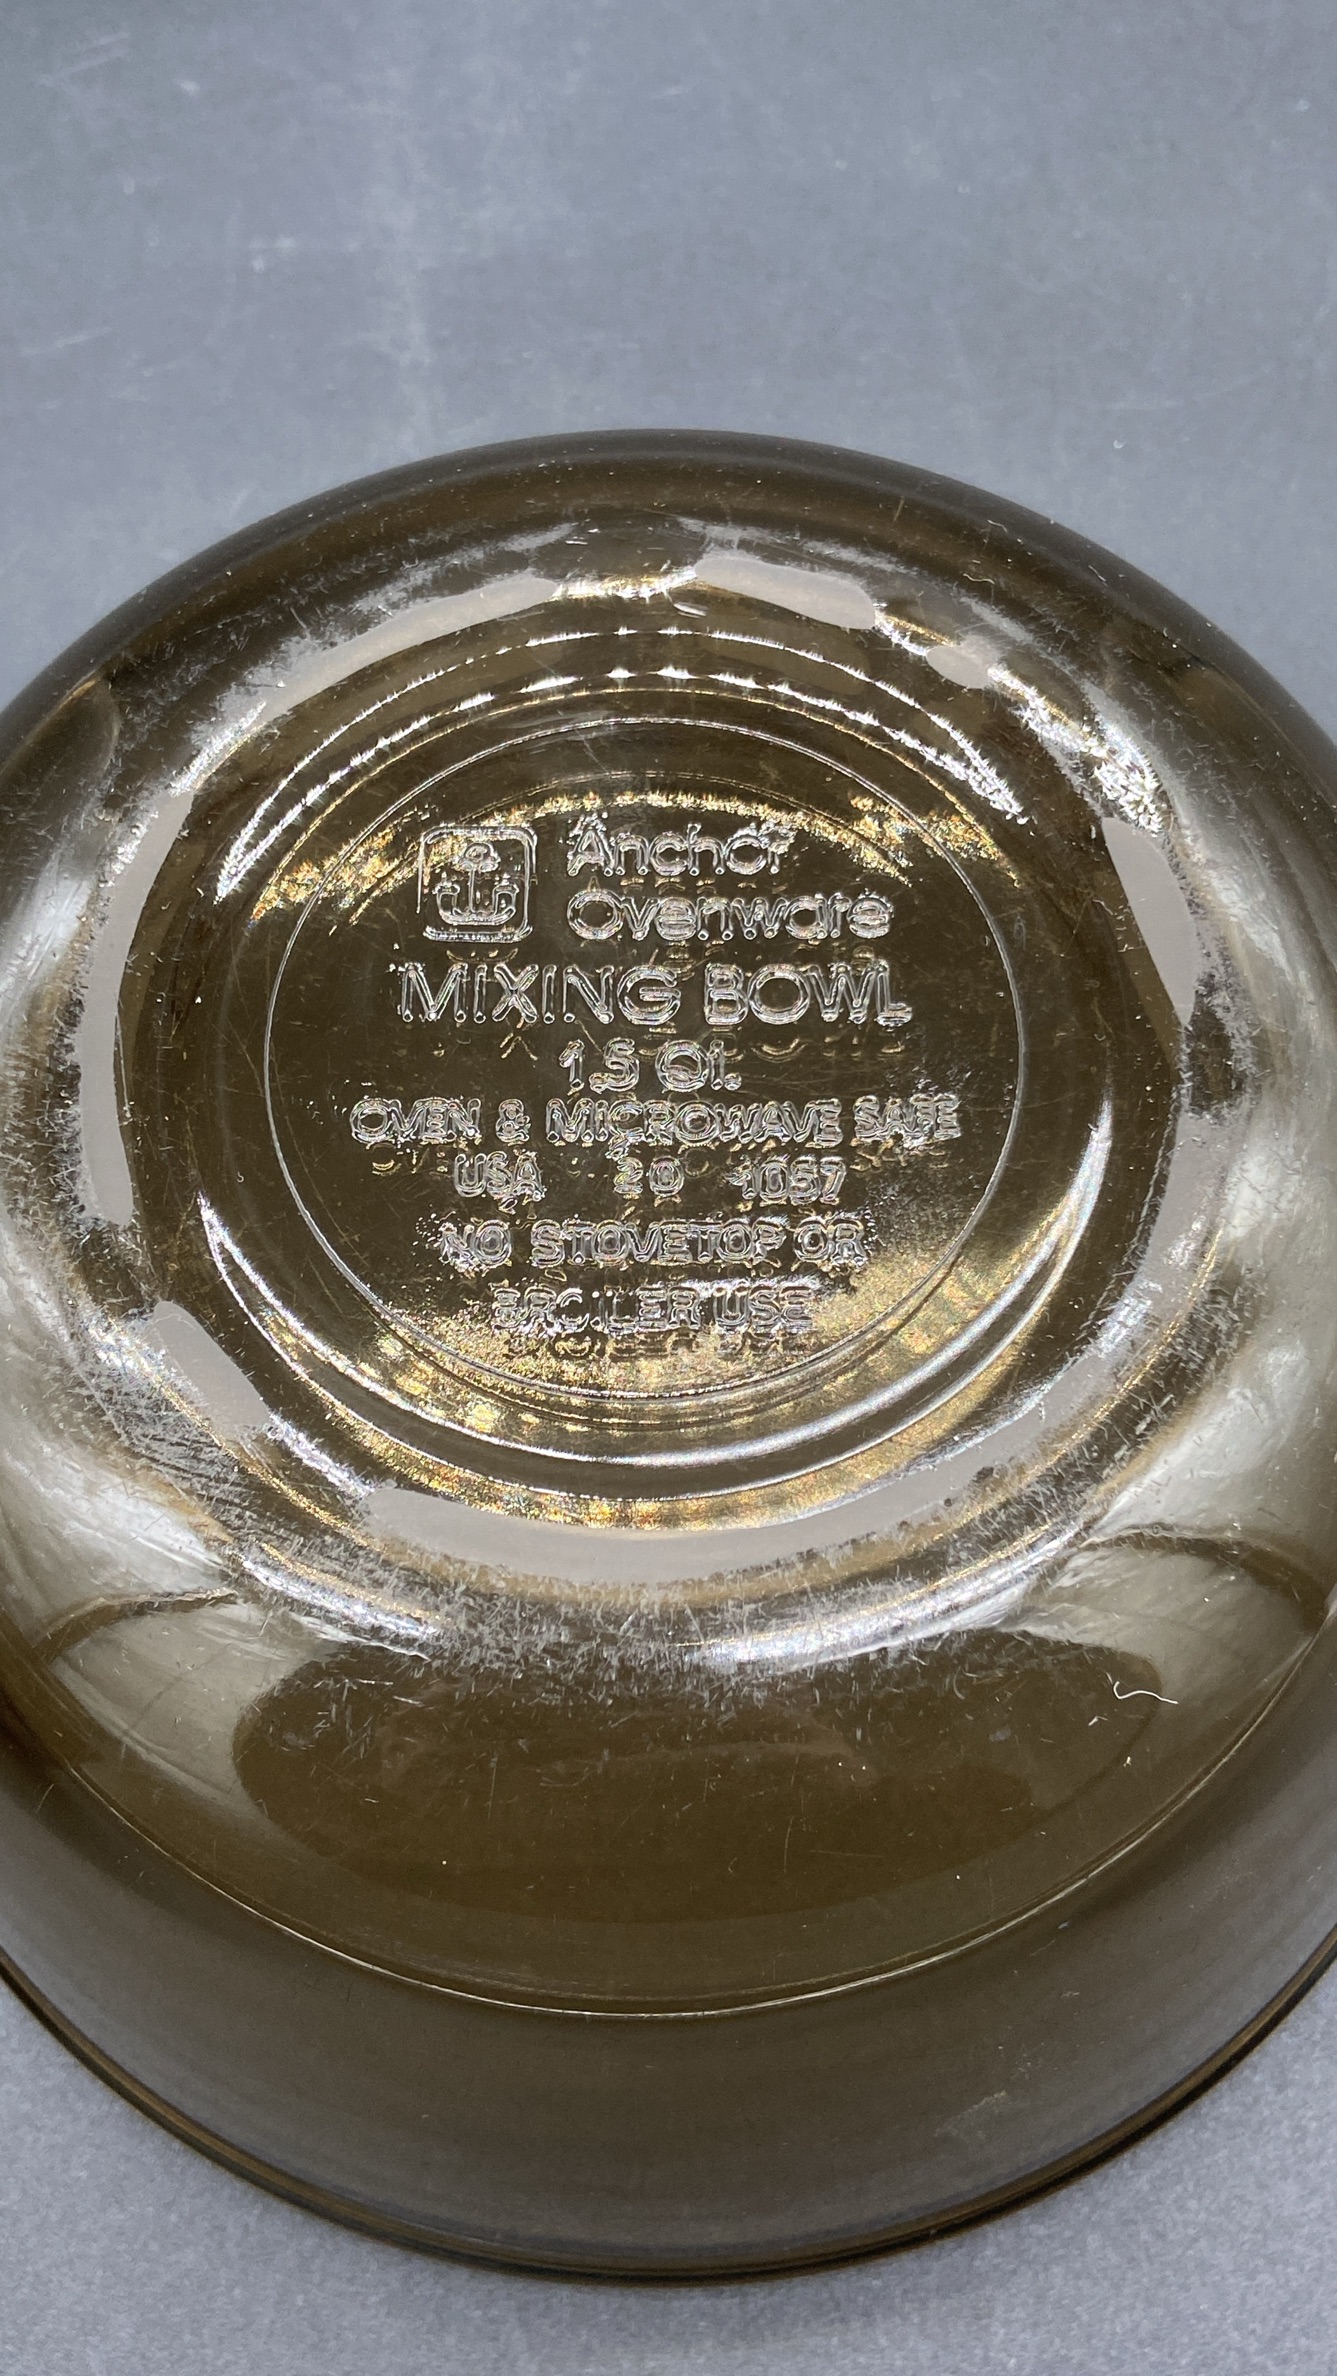 Anchor
Ovenware
MIXING BOWL
1.5 Qt.
OVEN & MICROWAVE SAFE
USA 20 1057
NO STOVETOP OR
BROILER USE